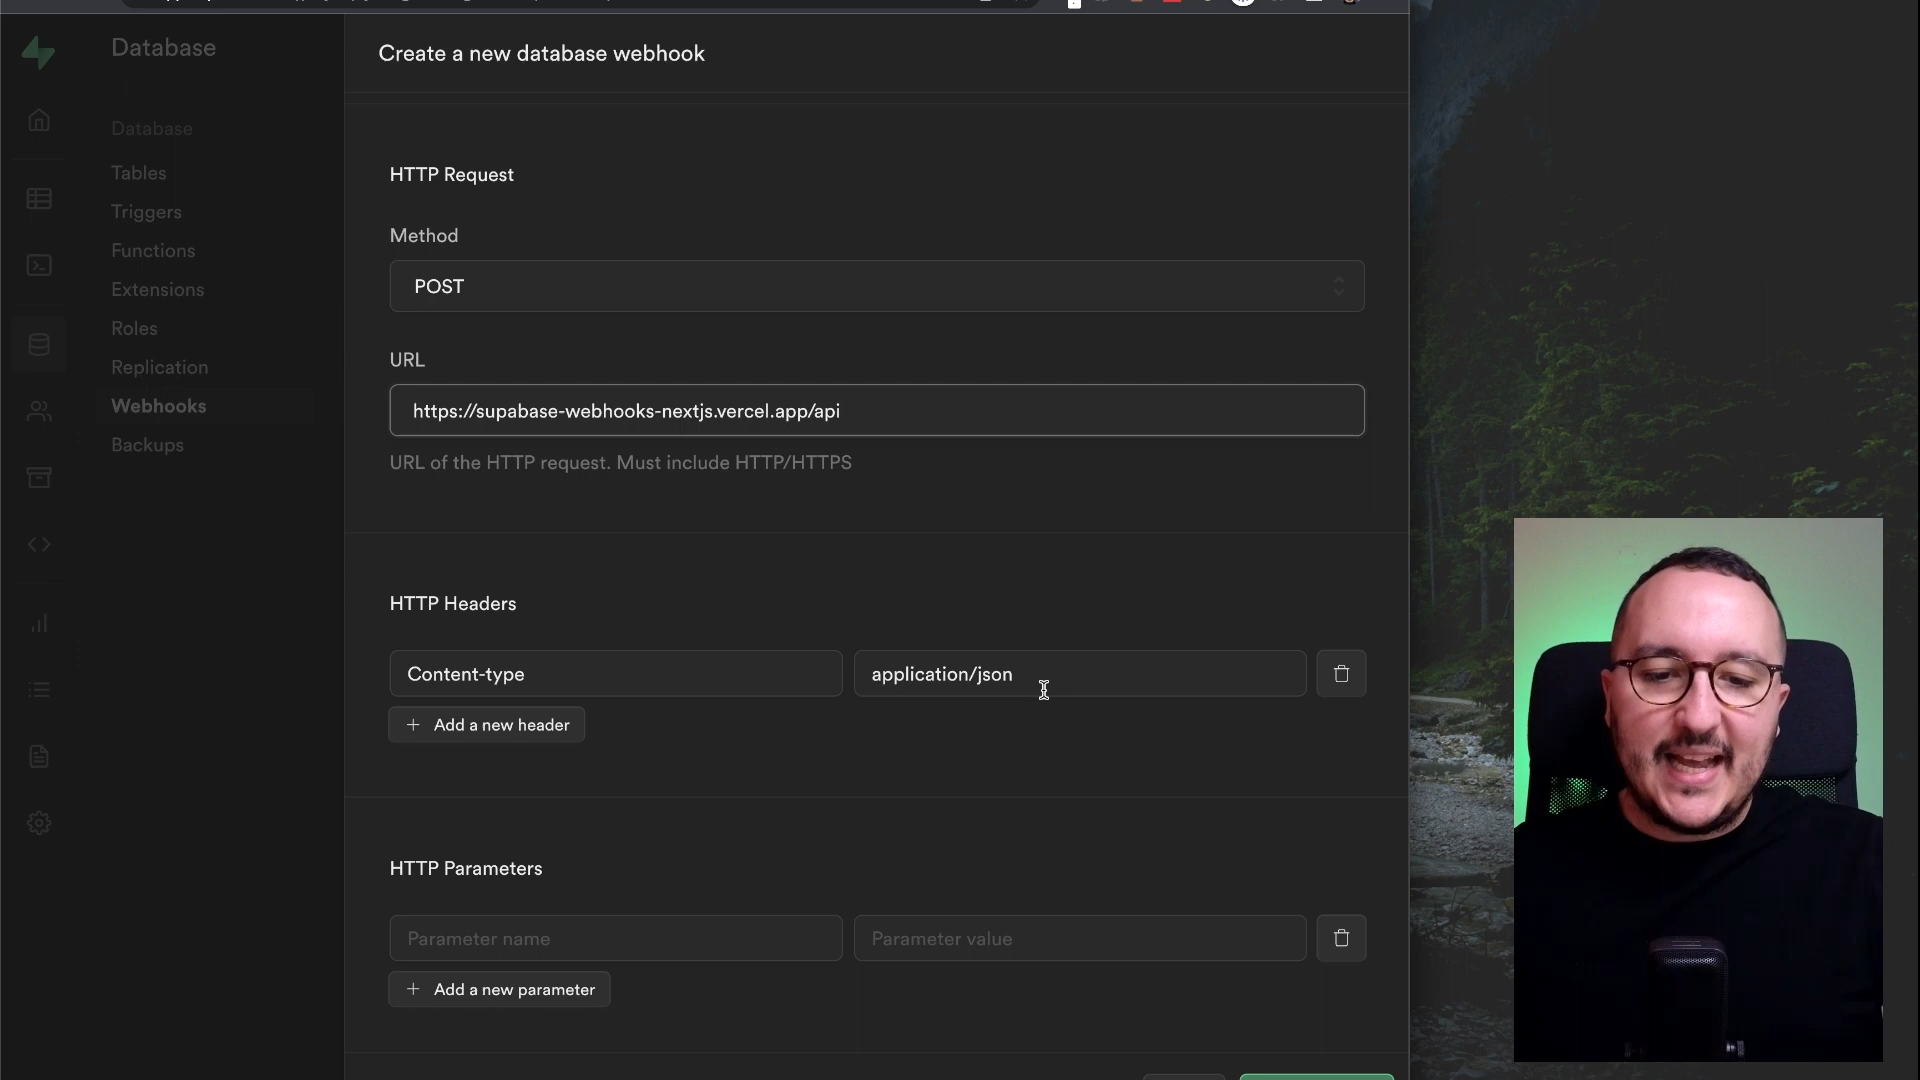 Database
Create a new database webhook
Database
Tables
Triggers
Functions
Extensions
Roles
Replication
Webhooks
Backups
HTTP Request
Method
POST
URL
https://supabase-webhooks-nextjs.vercel.app/api
URL of the HTTP request. Must include HTTP/HTTPS
HTTP Headers
Content-type application/json
+ Add a new header
HTTP Parameters
Parameter name Parameter value
+ Add a new parameter